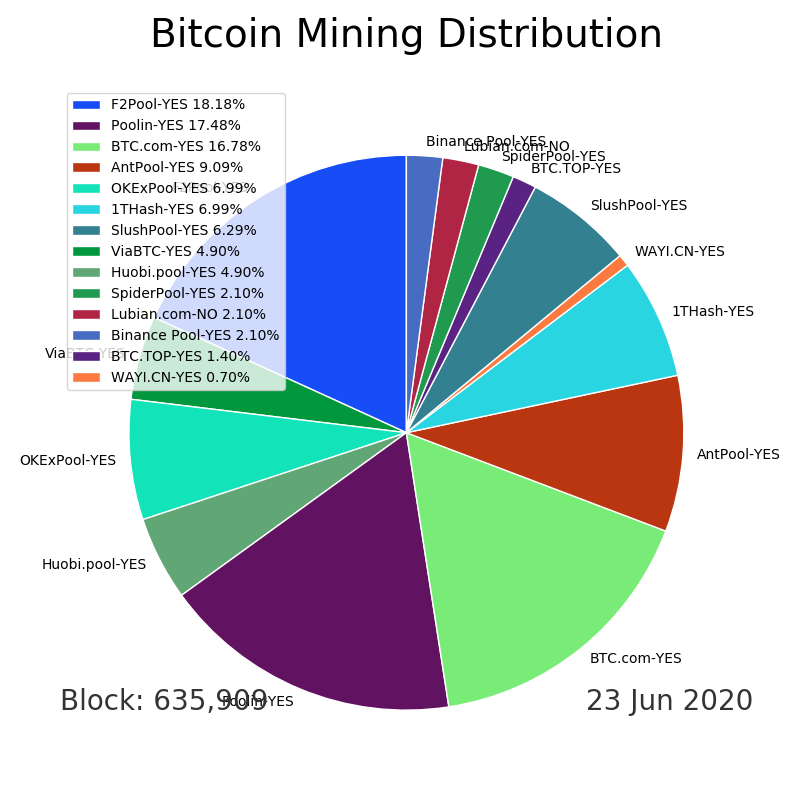 Bitcoin Mining Distribution
F2Pool-YES 18.18%
Poolin-YES 17.48%
BTC.com-YES 16.78%
AntPool-YES 9.09%
OKExPool-YES 6.99%
1THash-YES 6.99%
SlushPool-YES 6.29%
ViaBTC-YES 4.90%
Huobi.pool-YES 4.90%
SpiderPool-YES 2.10%
Lubian.com-NO 2.10%
Binance Pool-YES 2.10%
BTC.TOP-YES 1.40%
WAYI.CN-YES 0.70%
Binance Pool-YES
Lubian.com-NO
SpiderPool-YES
BTC.TOP-YES
SlushPool-YES
WAYI.CN-YES
1THash-YES
AntPool-YES
BTC.com-YES
Poolin-YES
Huobi.pool-YES
OKExPool-YES
ViaBTC-YES
Block: 635,909
23 Jun 2020